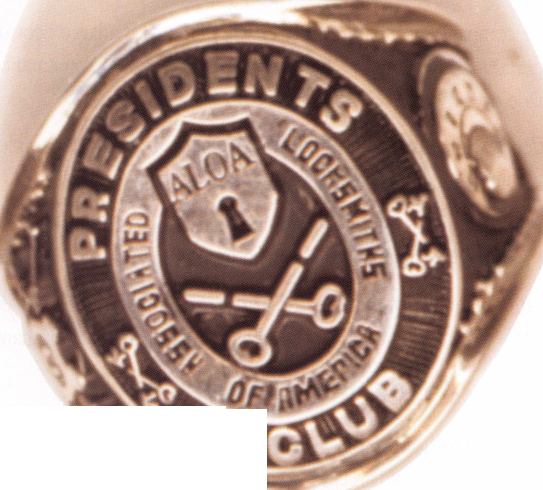 PRESIDENTS
CLUB
ASSOCIATED
LOCKSMITHS
OF AMERICA
ALOA